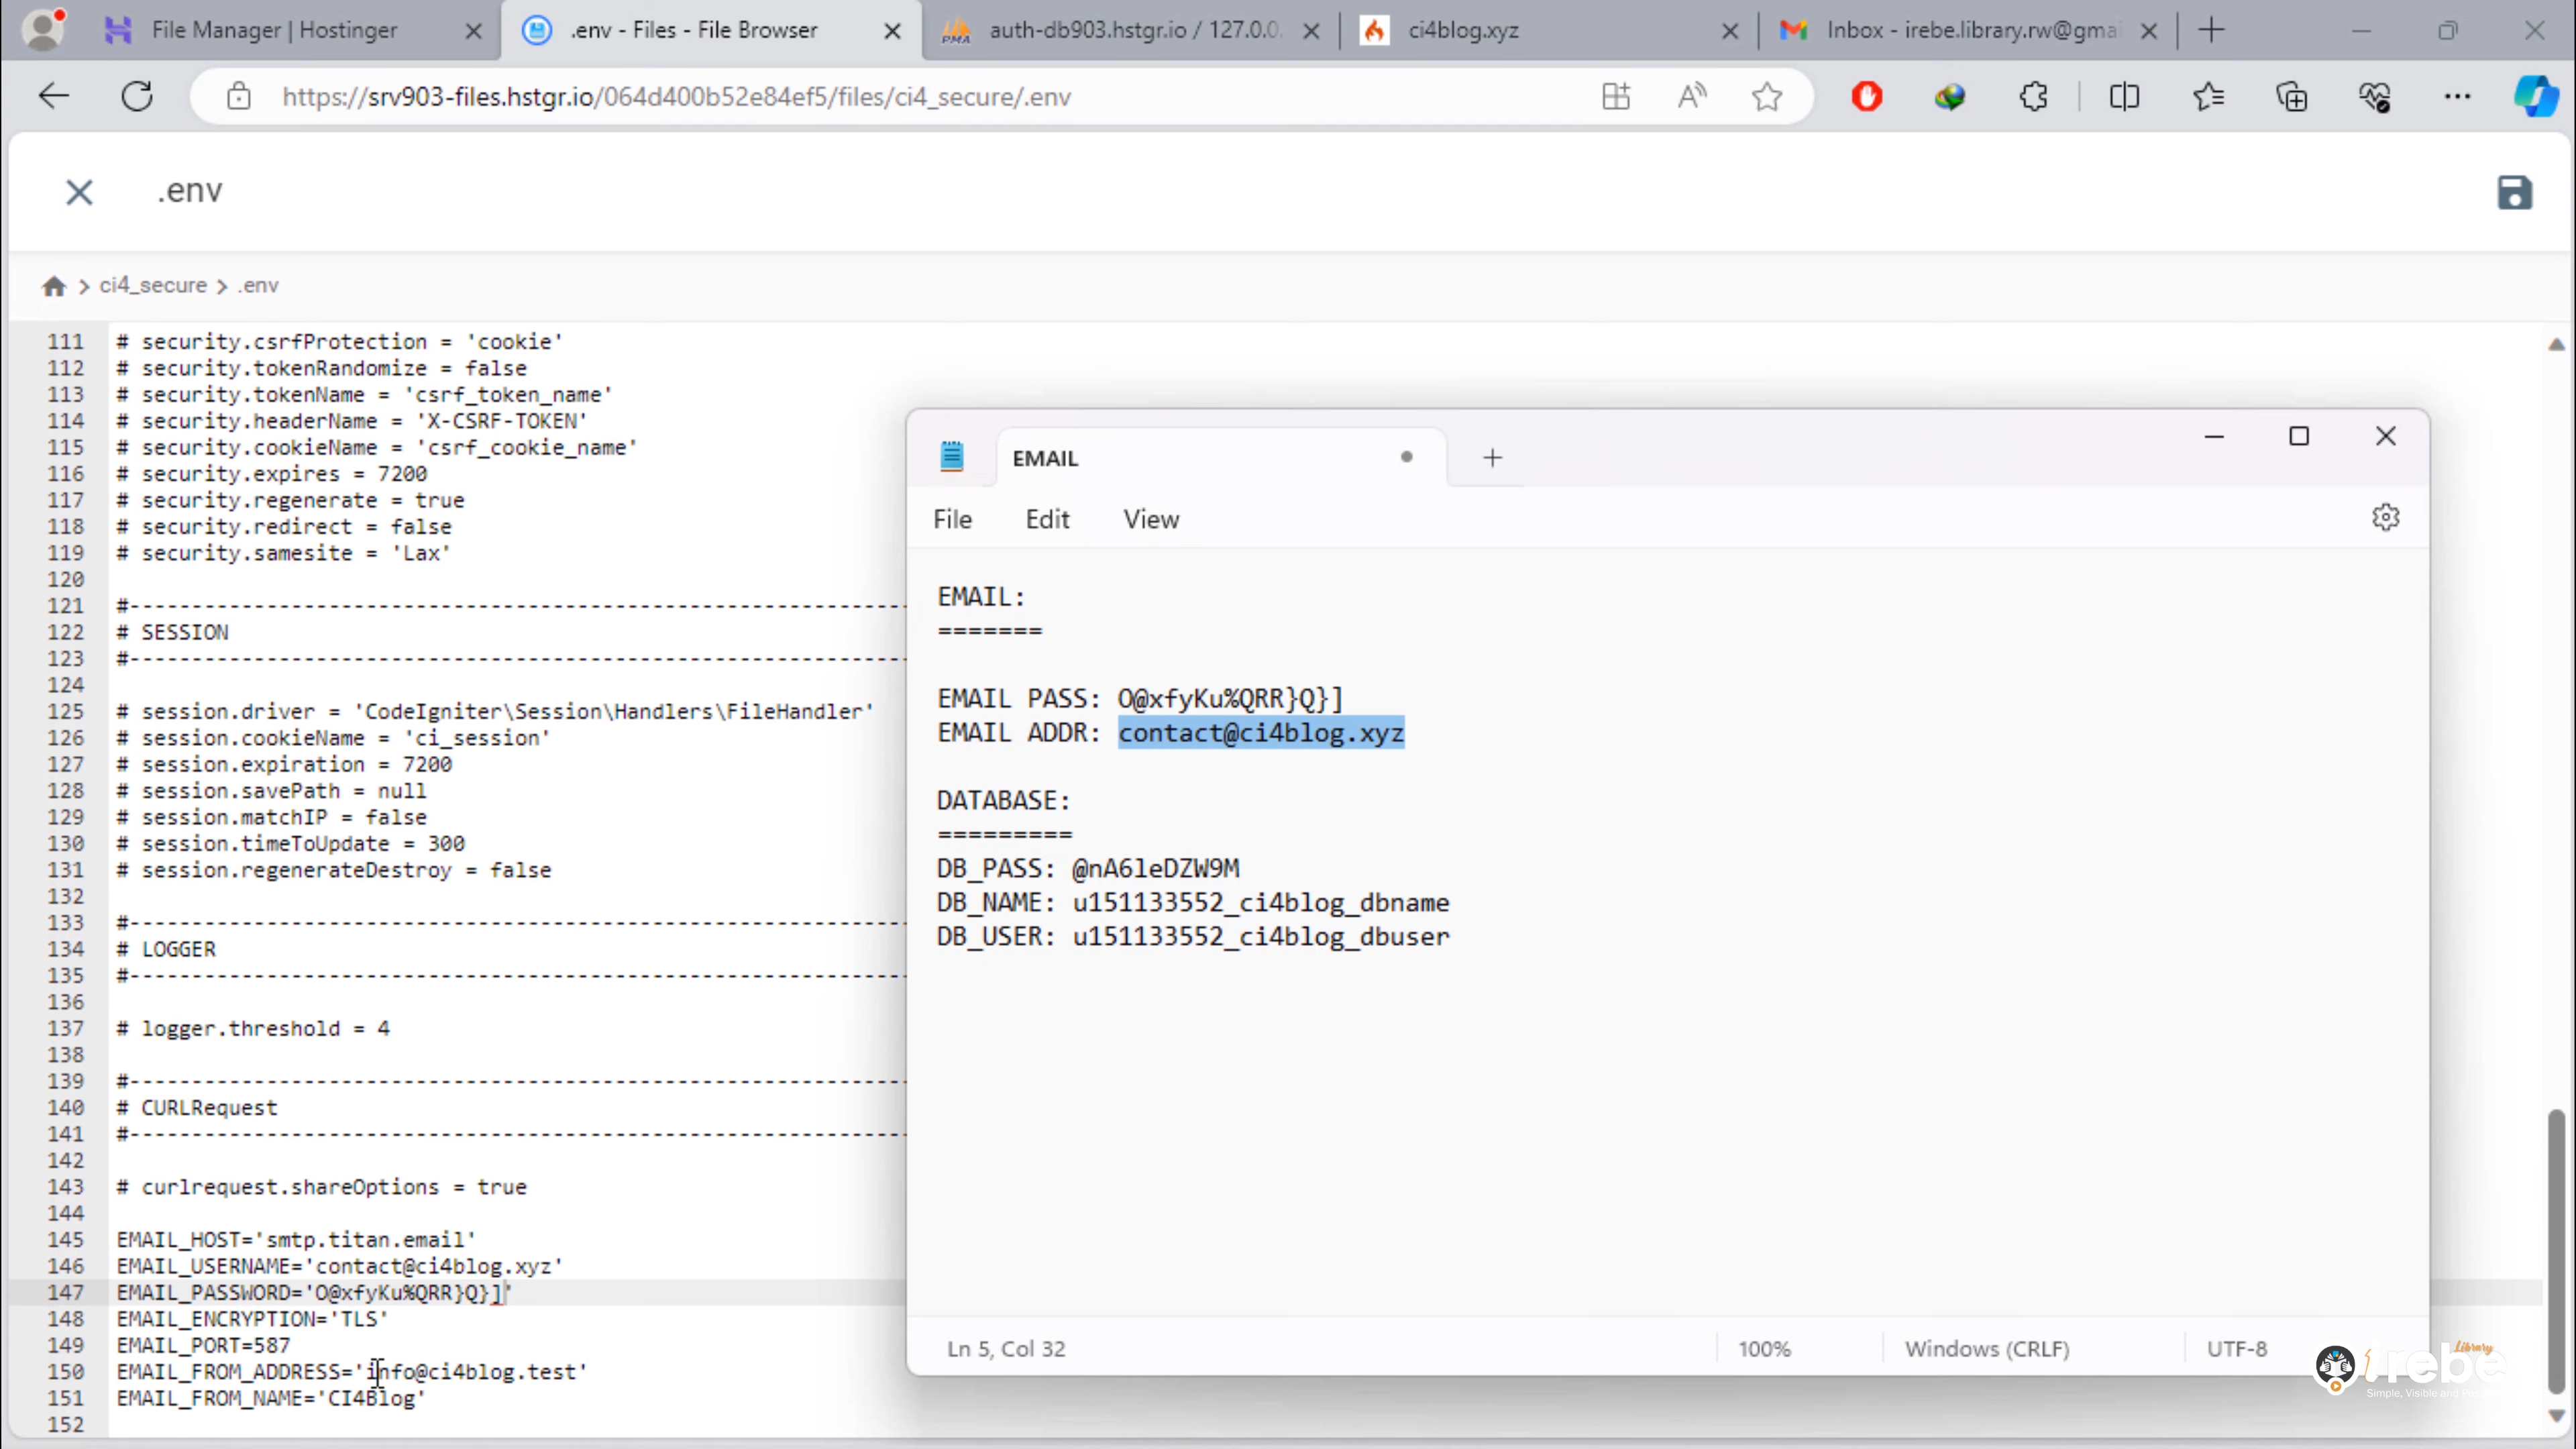 File Manager | Hostinger
.env - Files - File Browser
auth-db903.hstgr.io / 127.0.0.
ci4blog.xyz
Inbox - irebe.library.rw@gmai
https://srv903-files.hstgr.io/064d400b52e84ef5/files/ci4_secure/.env
.env
ci4_secure > .env
111 # security.csrfProtection = 'cookie'
112 # security.tokenRandomize = false
113 # security.tokenName = 'csrf_token_name'
114 # security.headerName = 'X-CSRF-TOKEN'
115 # security.cookieName = 'csrf_cookie_name'
116 # security.expires = 7200
117 # security.regenerate = true
118 # security.redirect = false
119 # security.samesite = 'Lax'
120
121 #---------------------------------------------------------------
122 # SESSION
123 #---------------------------------------------------------------
124
125 # session.driver = 'CodeIgniter\Session\Handlers\FileHandler'
126 # session.cookieName = 'ci_session'
127 # session.expiration = 7200
128 # session.savePath = null
129 # session.matchIP = false
130 # session.timeToUpdate = 300
131 # session.regenerateDestroy = false
132
133 #---------------------------------------------------------------
134 # LOGGER
135 #---------------------------------------------------------------
136
137 # logger.threshold = 4
138
139 #---------------------------------------------------------------
140 # CURLRequest
141 #---------------------------------------------------------------
142
143 # curlrequest.shareOptions = true
144
145 EMAIL_HOST='smtp.titan.email'
146 EMAIL_USERNAME='contact@ci4blog.xyz'
147 EMAIL_PASSWORD='O@xfyKu%QRR}Q}]'
148 EMAIL_ENCRYPTION='TLS'
149 EMAIL_PORT=587
150 EMAIL_FROM_ADDRESS='info@ci4blog.test'
151 EMAIL_FROM_NAME='CI4Blog'
152
EMAIL
File Edit View
EMAIL:
=======
EMAIL PASS: O@xfyKu%QRR}Q}]
EMAIL ADDR: contact@ci4blog.xyz
DATABASE:
=========
DB_PASS: @nA6leDZW9M
DB_NAME: u151133552_ci4blog_dbname
DB_USER: u151133552_ci4blog_dbuser
Ln 5, Col 32
100%
Windows (CRLF)
UTF-8
irebe
Library